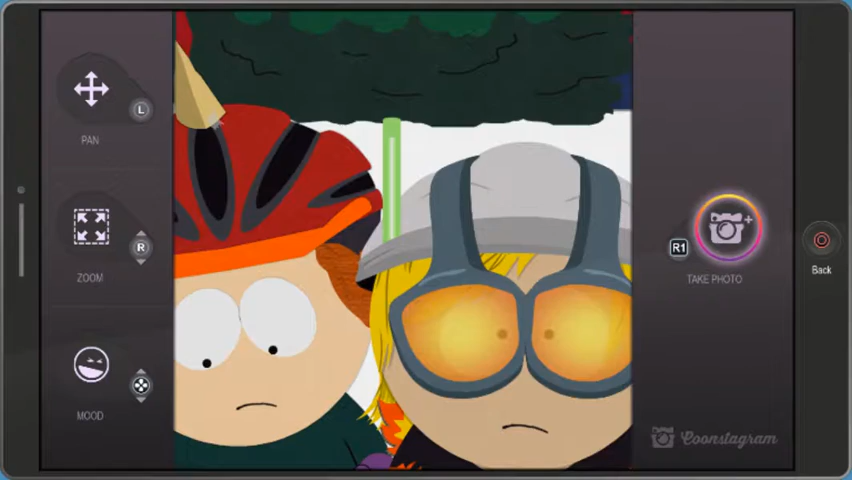 L
PAN
R
ZOOM
MOOD
R1
TAKE PHOTO
Back
Coonstagram